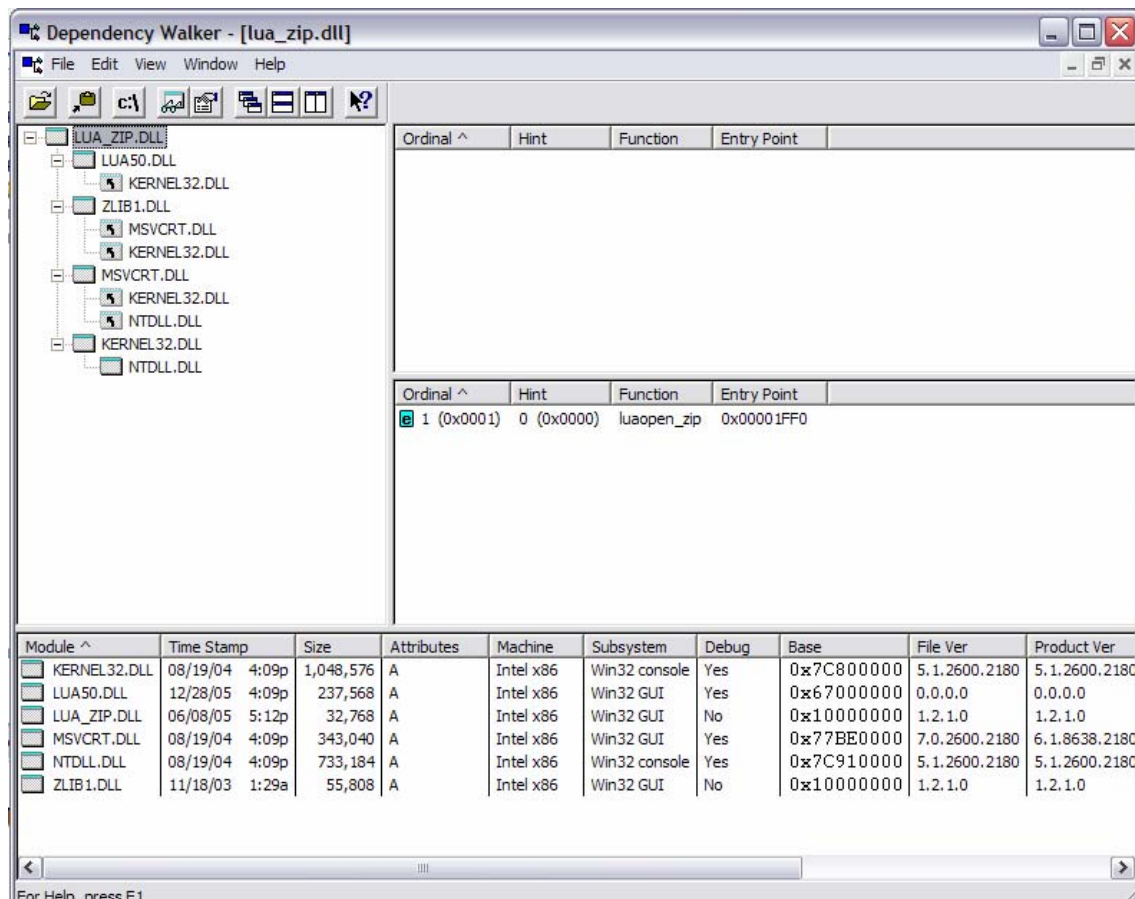 Dependency Walker - [lua_zip.dll]
File Edit View Window Help
c:\
LUA_ZIP.DLL
LUA50.DLL
KERNEL32.DLL
ZLIB1.DLL
MSVCRT.DLL
KERNEL32.DLL
MSVCRT.DLL
KERNEL32.DLL
NTDLL.DLL
KERNEL32.DLL
NTDLL.DLL
Ordinal ^ Hint Function Entry Point
Ordinal ^ Hint Function Entry Point
e 1 (0x0001) 0 (0x0000) luaopen_zip 0x00001FF0
Module ^ Time Stamp Size Attributes Machine Subsystem Debug Base File Ver Product Ver
KERNEL32.DLL 08/19/04 4:09p 1,048,576 A Intel x86 Win32 console Yes 0x7C800000 5.1.2600.2180 5.1.2600.2180
LUA50.DLL 12/28/05 4:09p 237,568 A Intel x86 Win32 GUI Yes 0x67000000 0.0.0.0 0.0.0.0
LUA_ZIP.DLL 06/08/05 5:12p 32,768 A Intel x86 Win32 GUI No 0x10000000 1.2.1.0 1.2.1.0
MSVCRT.DLL 08/19/04 4:09p 343,040 A Intel x86 Win32 GUI Yes 0x77BE0000 7.0.2600.2180 6.1.8638.2180
NTDLL.DLL 08/19/04 4:09p 733,184 A Intel x86 Win32 console Yes 0x7C910000 5.1.2600.2180 5.1.2600.2180
ZLIB1.DLL 11/18/03 1:29a 55,808 A Intel x86 Win32 GUI No 0x10000000 1.2.1.0 1.2.1.0
For Help, press F1